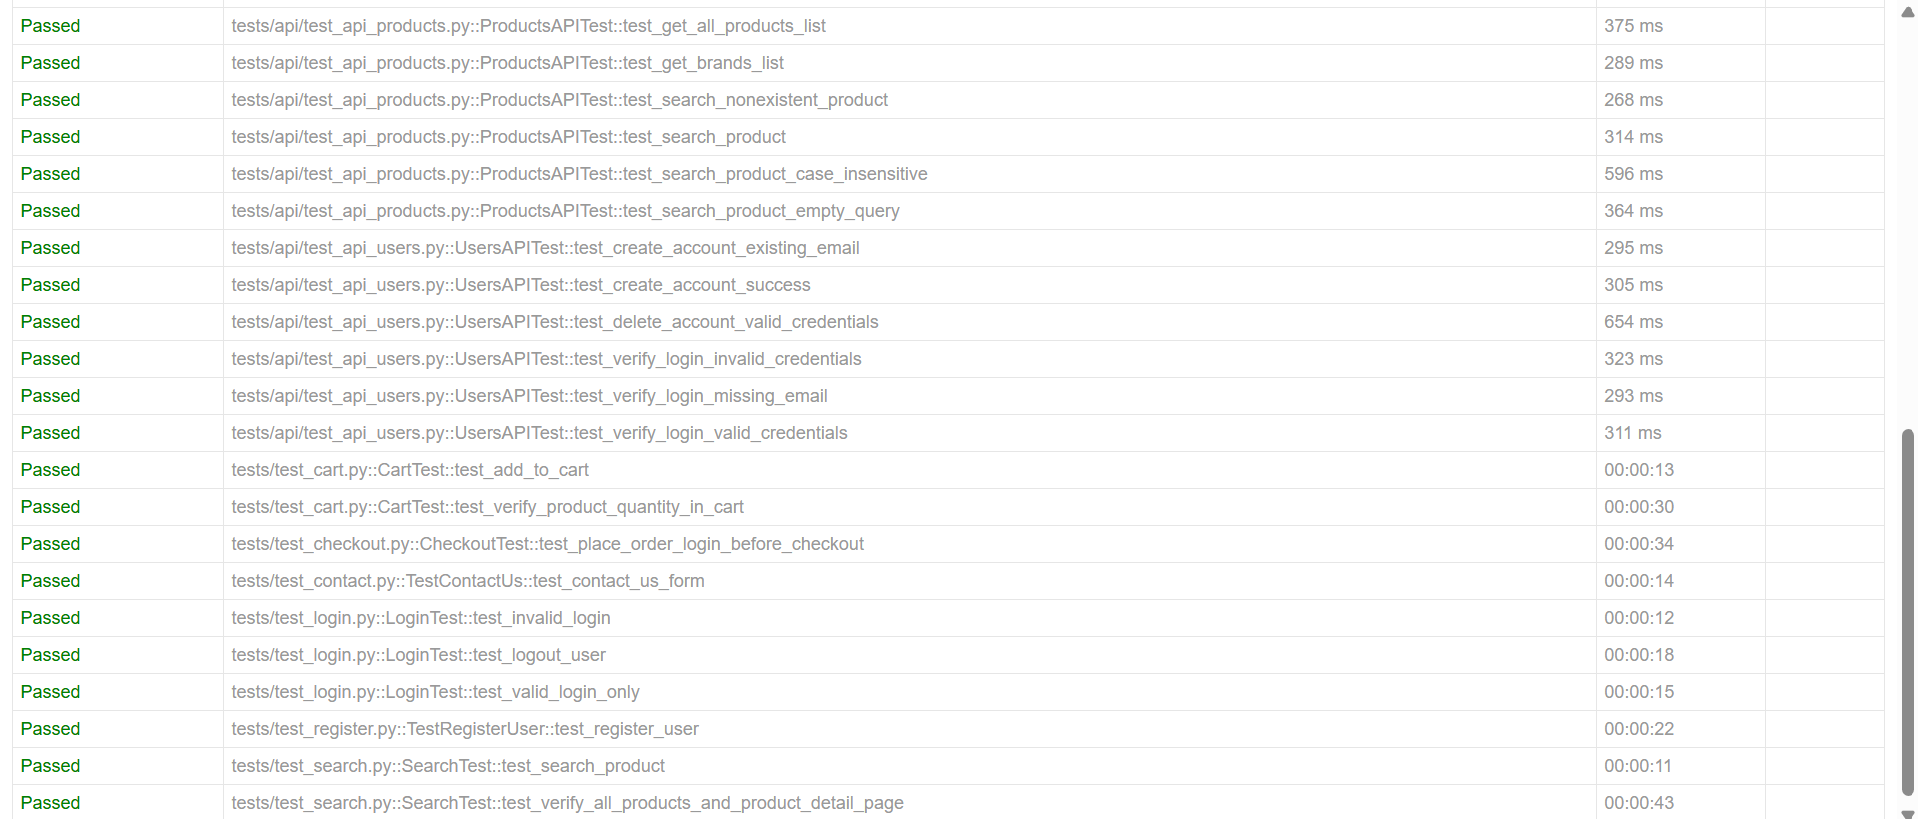 Passed tests/api/test_api_products.py::ProductsAPITest::test_get_all_products_list 375 ms
Passed tests/api/test_api_products.py::ProductsAPITest::test_get_brands_list 289 ms
Passed tests/api/test_api_products.py::ProductsAPITest::test_search_nonexistent_product 268 ms
Passed tests/api/test_api_products.py::ProductsAPITest::test_search_product 314 ms
Passed tests/api/test_api_products.py::ProductsAPITest::test_search_product_case_insensitive 596 ms
Passed tests/api/test_api_products.py::ProductsAPITest::test_search_product_empty_query 364 ms
Passed tests/api/test_api_users.py::UsersAPITest::test_create_account_existing_email 295 ms
Passed tests/api/test_api_users.py::UsersAPITest::test_create_account_success 305 ms
Passed tests/api/test_api_users.py::UsersAPITest::test_delete_account_valid_credentials 654 ms
Passed tests/api/test_api_users.py::UsersAPITest::test_verify_login_invalid_credentials 323 ms
Passed tests/api/test_api_users.py::UsersAPITest::test_verify_login_missing_email 293 ms
Passed tests/api/test_api_users.py::UsersAPITest::test_verify_login_valid_credentials 311 ms
Passed tests/test_cart.py::CartTest::test_add_to_cart 00:00:13
Passed tests/test_cart.py::CartTest::test_verify_product_quantity_in_cart 00:00:30
Passed tests/test_checkout.py::CheckoutTest::test_place_order_login_before_checkout 00:00:34
Passed tests/test_contact.py::TestContactUs::test_contact_us_form 00:00:14
Passed tests/test_login.py::LoginTest::test_invalid_login 00:00:12
Passed tests/test_login.py::LoginTest::test_logout_user 00:00:18
Passed tests/test_login.py::LoginTest::test_valid_login_only 00:00:15
Passed tests/test_register.py::TestRegisterUser::test_register_user 00:00:22
Passed tests/test_search.py::SearchTest::test_search_product 00:00:11
Passed tests/test_search.py::SearchTest::test_verify_all_products_and_product_detail_page 00:00:43